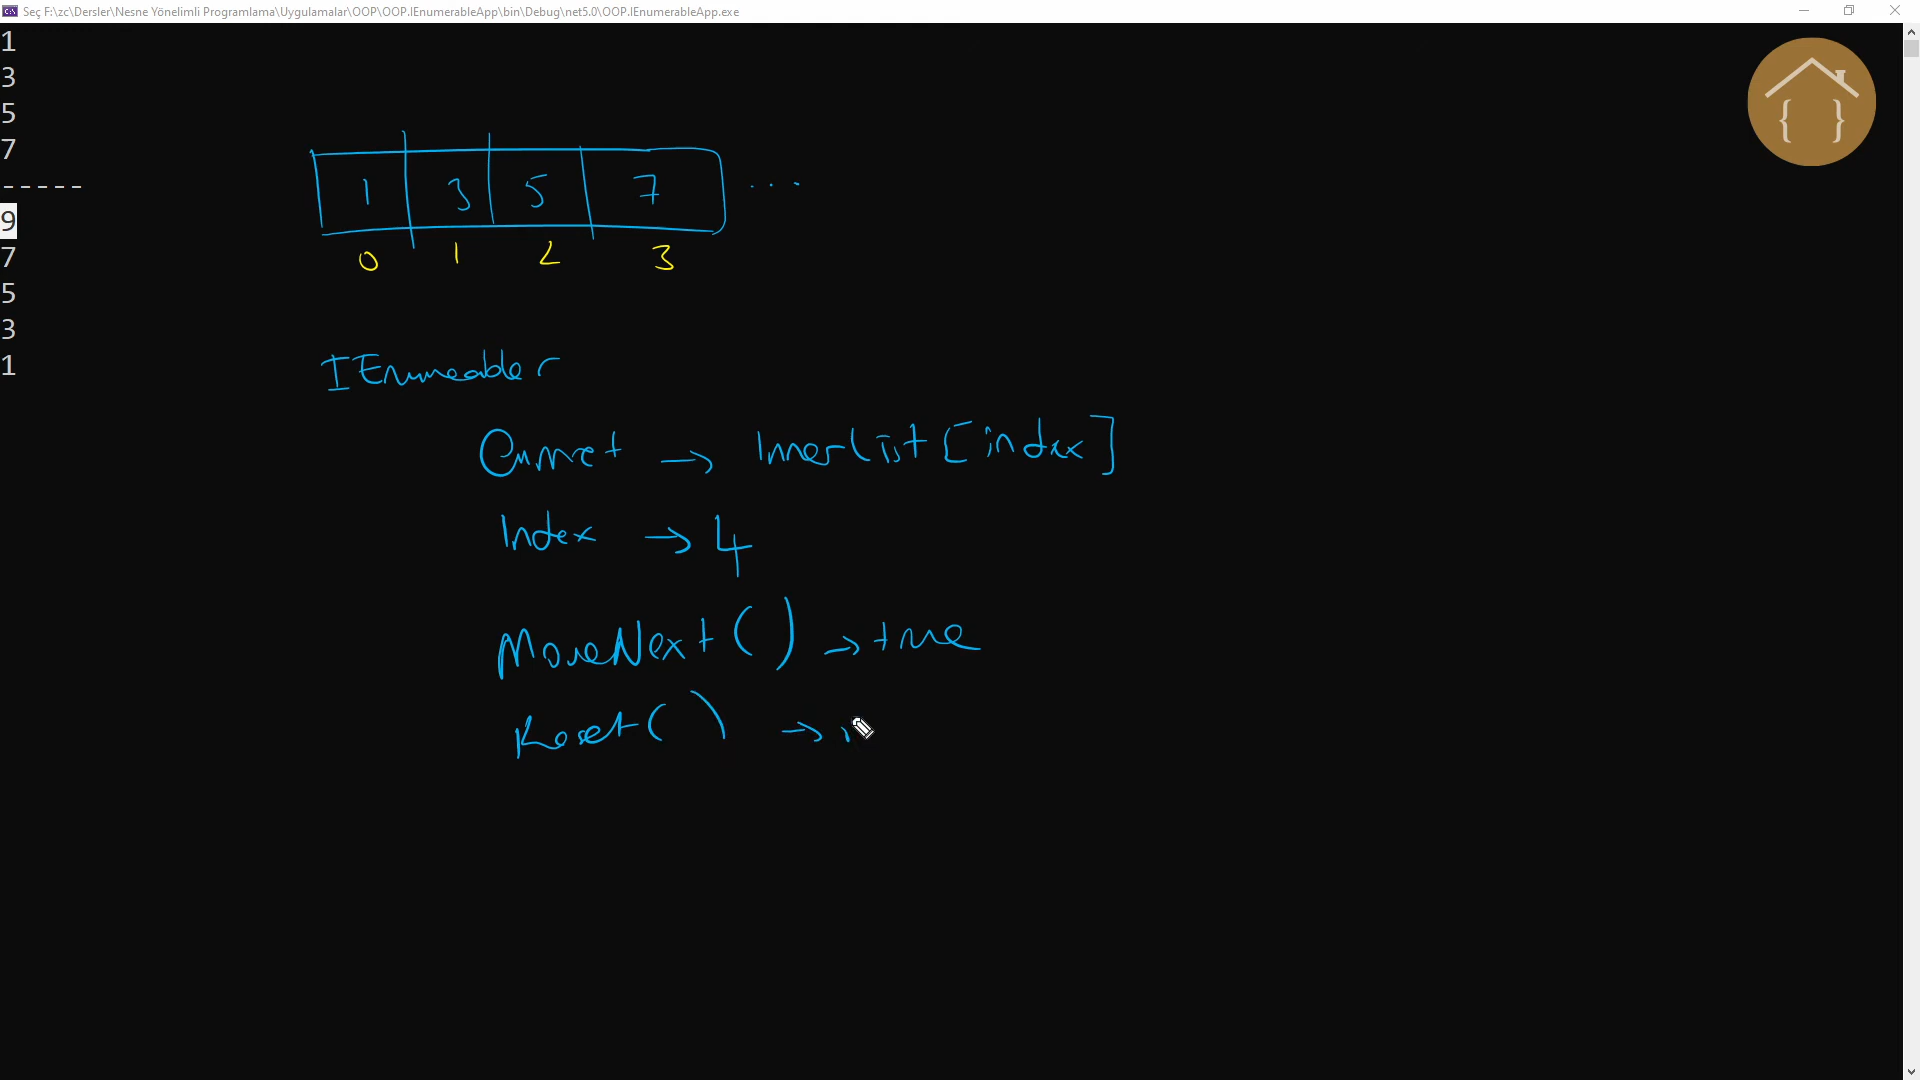 Seç F:\zc\Dersler\Nesne Yönelimli Programlama\Uygulamalar\OOP\OOP.IEnumerableApp\bin\Debug\net5.0\OOP.IEnumerableApp.exe
1
3
5
7
-----
9
7
5
3
1
1 3 5 7 ...
0 1 2 3
IEnumeabler
Curret → InnerList[index]
Index → 4
MoveNext() → true
Reset() →
{ }